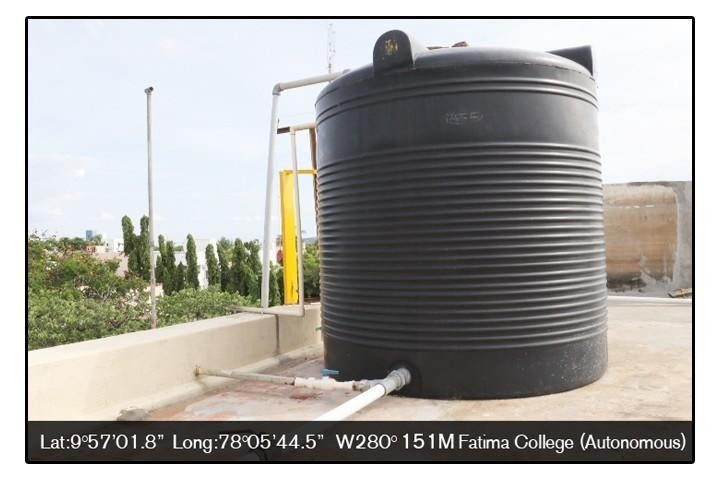 Lat:9°57'01.8” Long:78°05'44.5” W280° 151M Fatima College (Autonomous)